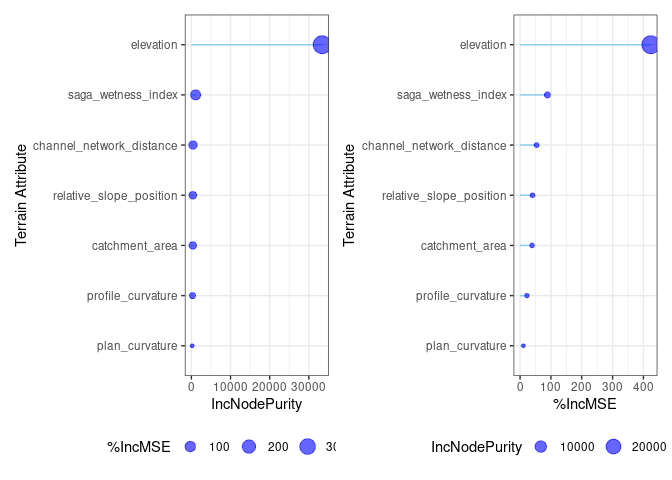 elevation
saga_wetness_index
channel_network_distance
relative_slope_position
catchment_area
profile_curvature
plan_curvature
Terrain Attribute
0 10000 20000 30000
IncNodePurity
%IncMSE 100 200
elevation
saga_wetness_index
channel_network_distance
relative_slope_position
catchment_area
profile_curvature
plan_curvature
Terrain Attribute
0 100 200 300 400
%IncMSE
IncNodePurity 10000 20000